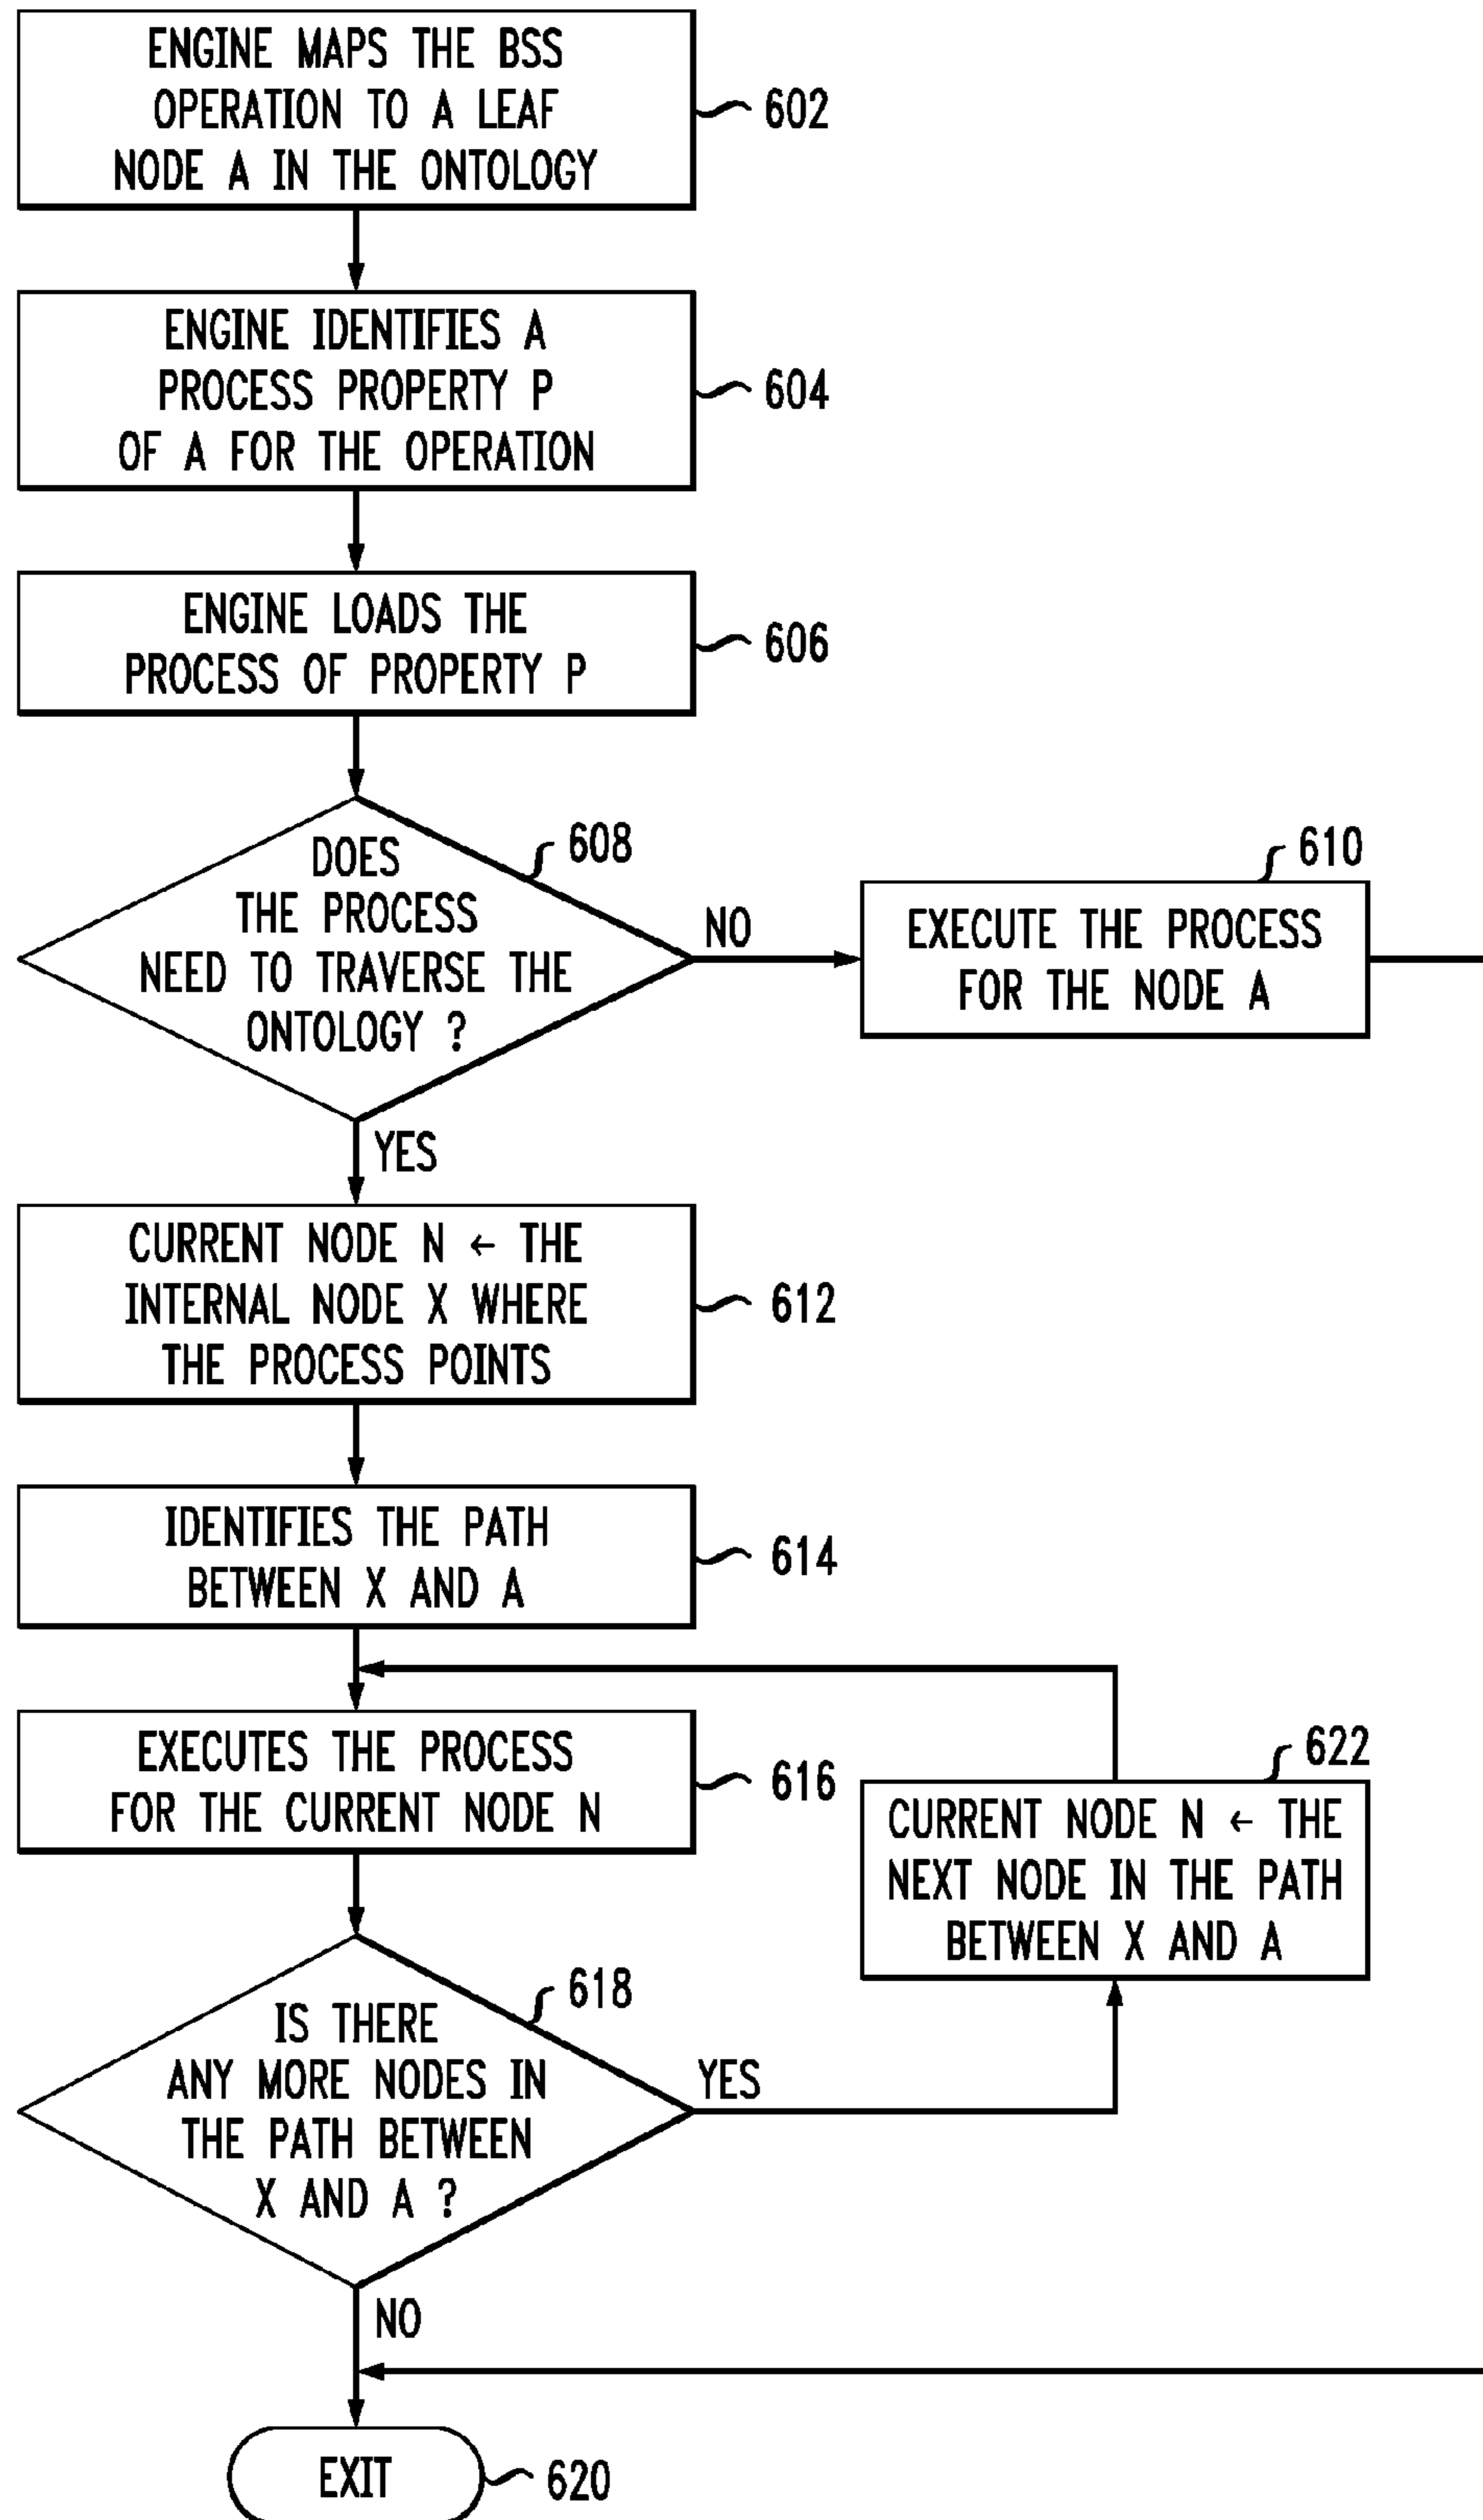 ENGINE MAPS THE BSS
OPERATION TO A LEAF
NODE A IN THE ONTOLOGY
602
ENGINE IDENTIFIES A
PROCESS PROPERTY P
OF A FOR THE OPERATION
604
ENGINE LOADS THE
PROCESS OF PROPERTY P
606
DOES
THE PROCESS
NEED TO TRAVERSE THE
ONTOLOGY ?
608
NO
EXECUTE THE PROCESS
FOR THE NODE A
610
YES
CURRENT NODE N ← THE
INTERNAL NODE X WHERE
THE PROCESS POINTS
612
IDENTIFIES THE PATH
BETWEEN X AND A
614
EXECUTES THE PROCESS
FOR THE CURRENT NODE N
616
622
CURRENT NODE N ← THE
NEXT NODE IN THE PATH
BETWEEN X AND A
IS THERE
ANY MORE NODES IN
THE PATH BETWEEN
X AND A ?
618
YES
NO
EXIT
620